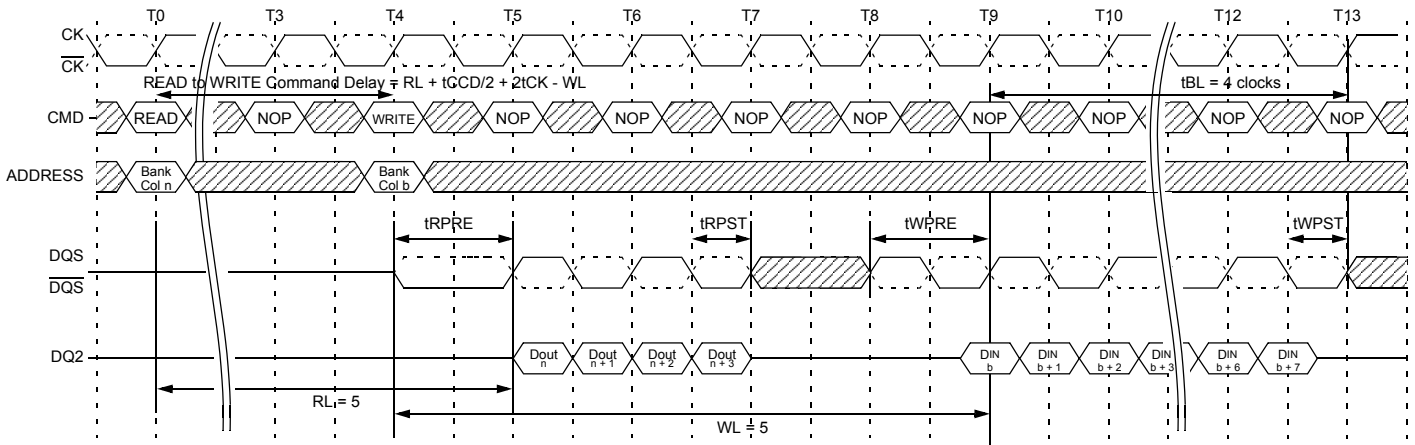 T0 T3 T4 T5 T6 T7 T8 T9 T10 T12 T13
CK
CK
READ to WRITE Command Delay = RL + tCCD/2 + 2tCK - WL
tBL = 4 clocks
CMD READ NOP WRITE NOP NOP NOP NOP NOP NOP NOP NOP
ADDRESS Bank Col n Bank Col b
tRPRE tRPST tWPRE tWPST
DQS
DQS
DQ2 Dout n Dout n + 1 Dout n + 2 Dout n + 3 DIN b DIN b + 1 DIN b + 2 DIN b + 3 DIN b + 6 DIN b + 7
RL = 5
WL = 5